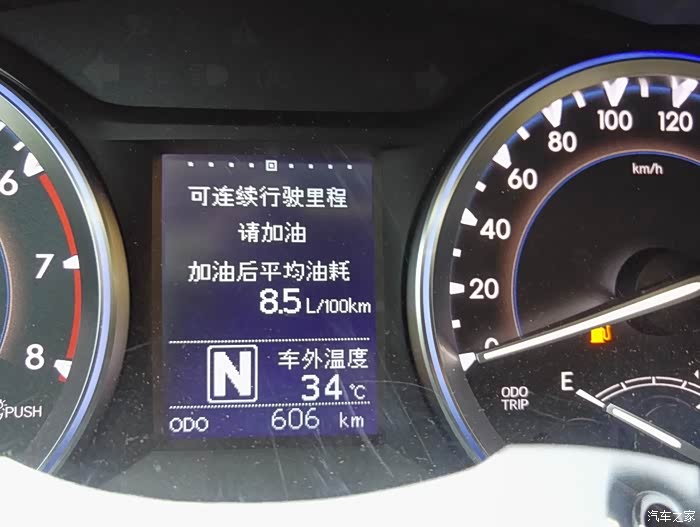 可连续行驶里程
请加油
加油后平均油耗
8.5 L/100km
N
车外温度
34 °C
ODO 606 km
6
7
8
PUSH
0
20
40
60
80
100
120
km/h
ODO
TRIP
E
汽车之家